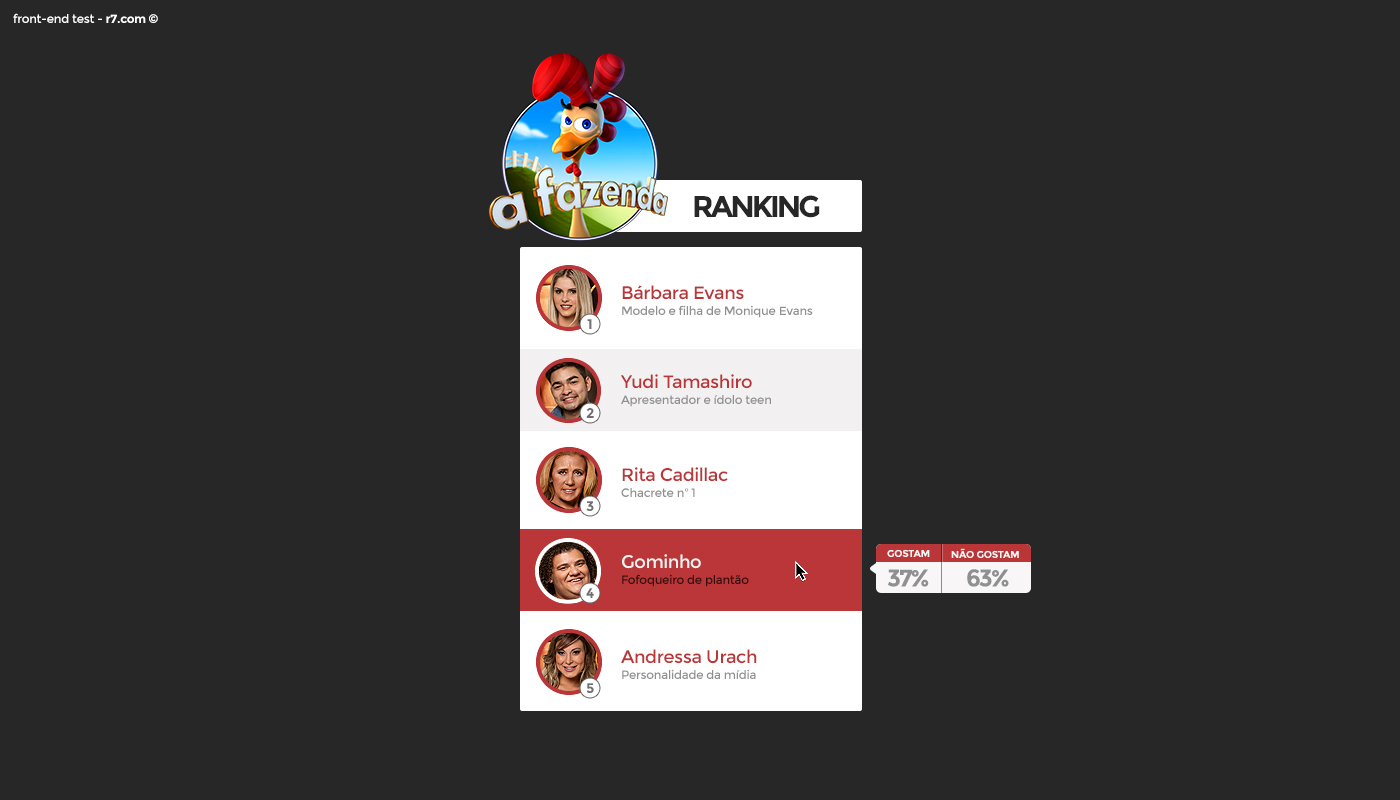 front-end test - r7.com ©
a fazenda
RANKING
Bárbara Evans
Modelo e filha de Monique Evans
1
Yudi Tamashiro
Apresentador e ídolo teen
2
Rita Cadillac
Chacrete n° 1
3
Gominho
Fofoqueiro de plantão
4
GOSTAM NÃO GOSTAM
37% 63%
Andressa Urach
Personalidade da mídia
5